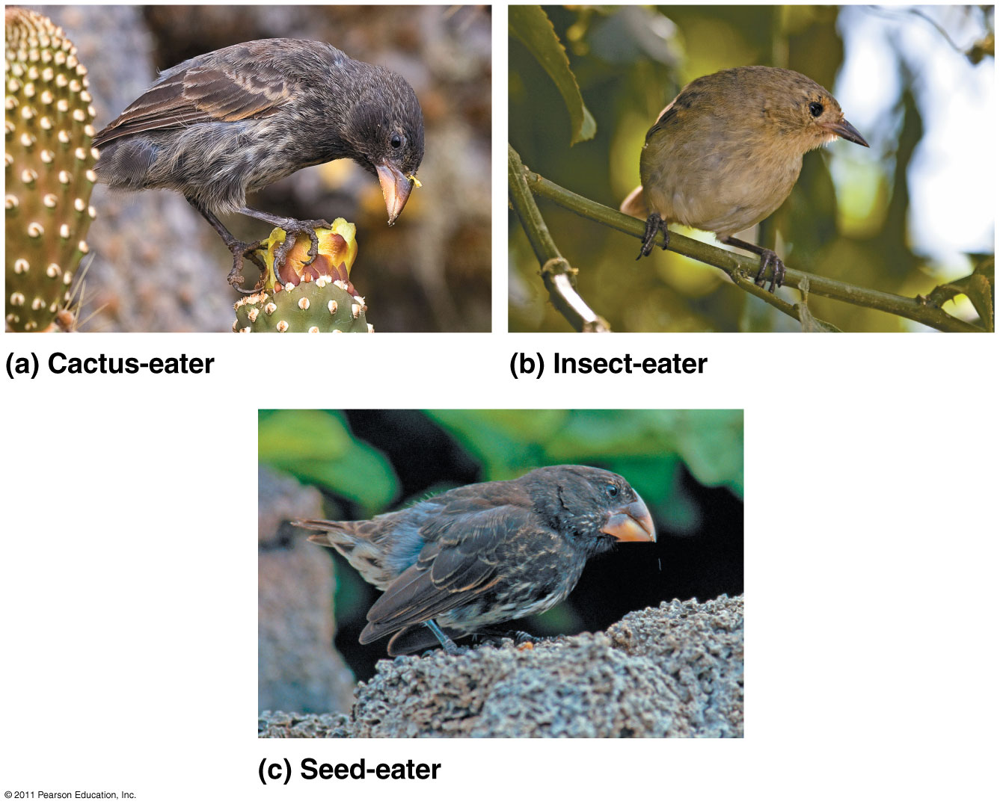 (a) Cactus-eater
(b) Insect-eater
(c) Seed-eater
© 2011 Pearson Education, Inc.